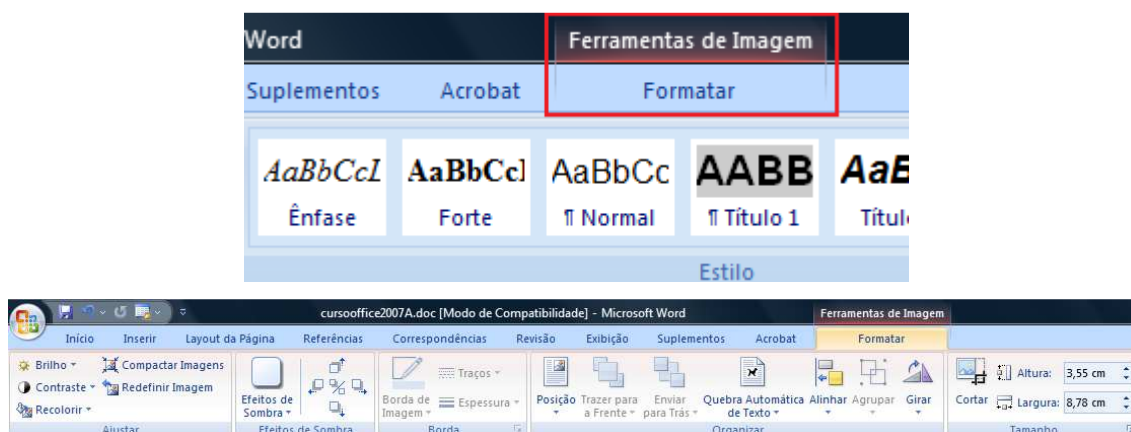 Word Ferramentas de Imagem
Suplementos Acrobat Formatar
AaBbCcI AaBbCcl AaBbCc AABB AaE
Ênfase Forte ¶ Normal ¶ Título 1 Títul
Estilo
cursooffice2007A.doc [Modo de Compatibilidade] - Microsoft Word Ferramentas de Imagem
Início Inserir Layout da Página Referências Correspondências Revisão Exibição Suplementos Acrobat Formatar
Brilho Compactar Imagens
Contraste Redefinir Imagem
Recolorir
Efeitos de
Sombra
Borda de
Imagem
Traços
Espessura
Posição
Trazer para
a Frente
Enviar
para Trás
Quebra Automática
de Texto
Alinhar Agrupar Girar
Cortar
Altura: 3,55 cm
Largura: 8,78 cm
Ajustar Efeitos de Sombra Borda Organizar Tamanho